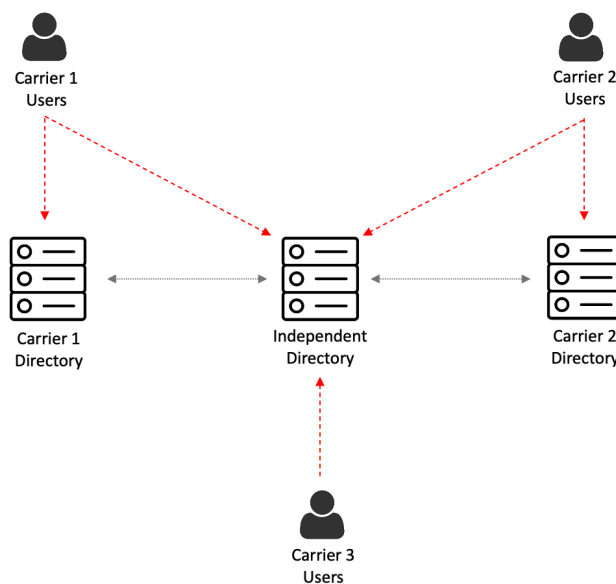 Carrier 1
Users
Carrier 2
Users
Carrier 1
Directory
Independent
Directory
Carrier 2
Directory
Carrier 3
Users